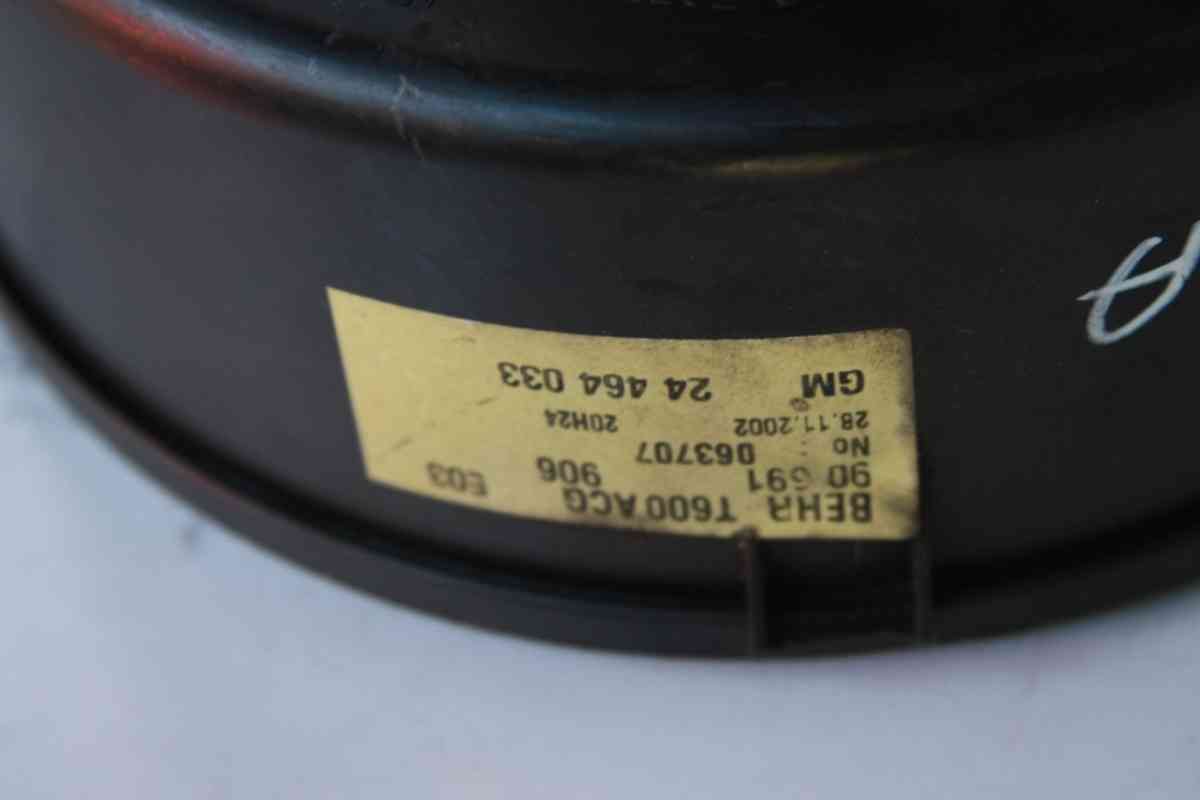 BEHR T600 ACG
90 591 906 E03
No : 063707
28.11.2002 20H24
GM 24 464 033